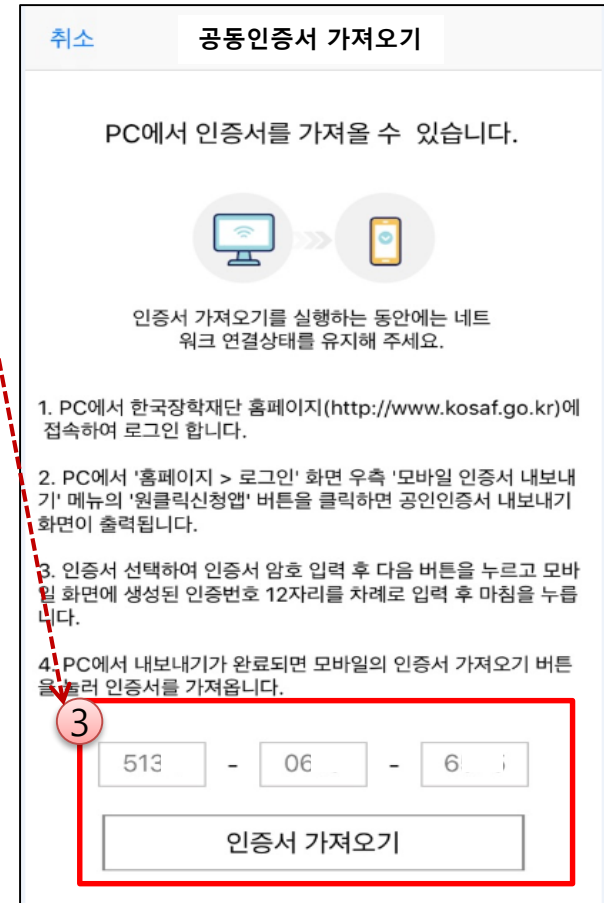 취소
공동인증서 가져오기
PC에서 인증서를 가져올 수 있습니다.
인증서 가져오기를 실행하는 동안에는 네트
워크 연결상태를 유지해 주세요.
1. PC에서 한국장학재단 홈페이지(http://www.kosaf.go.kr)에
접속하여 로그인 합니다.
2. PC에서 '홈페이지 > 로그인' 화면 우측 '모바일 인증서 내보내
기' 메뉴의 '원클릭신청앱' 버튼을 클릭하면 공인인증서 내보내기
화면이 출력됩니다.
3. 인증서 선택하여 인증서 암호 입력 후 다음 버튼을 누르고 모바
일 화면에 생성된 인증번호 12자리를 차례로 입력 후 마침을 누릅
니다.
4. PC에서 내보내기가 완료되면 모바일의 인증서 가져오기 버튼
을 눌러 인증서를 가져옵니다.
3
513 - 06 - 6
인증서 가져오기